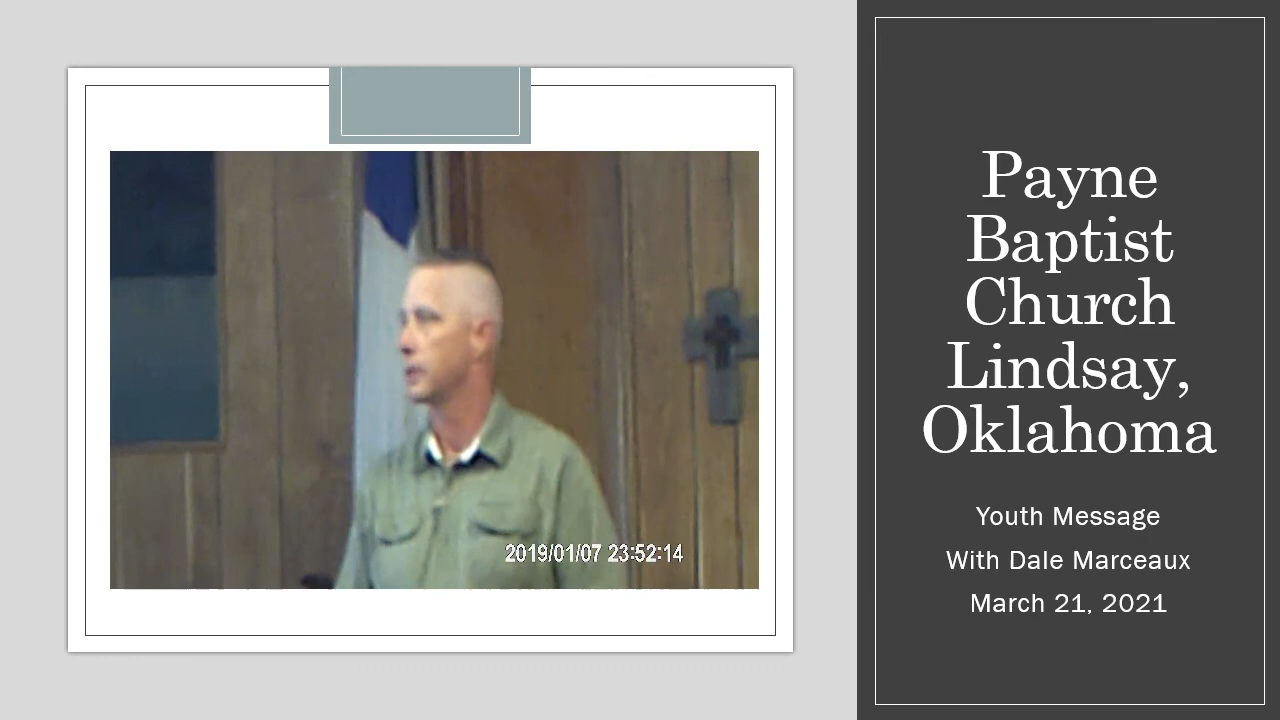 Payne
Baptist
Church
Lindsay,
Oklahoma
Youth Message
With Dale Marceaux
March 21, 2021
2019/01/07 23:52:14